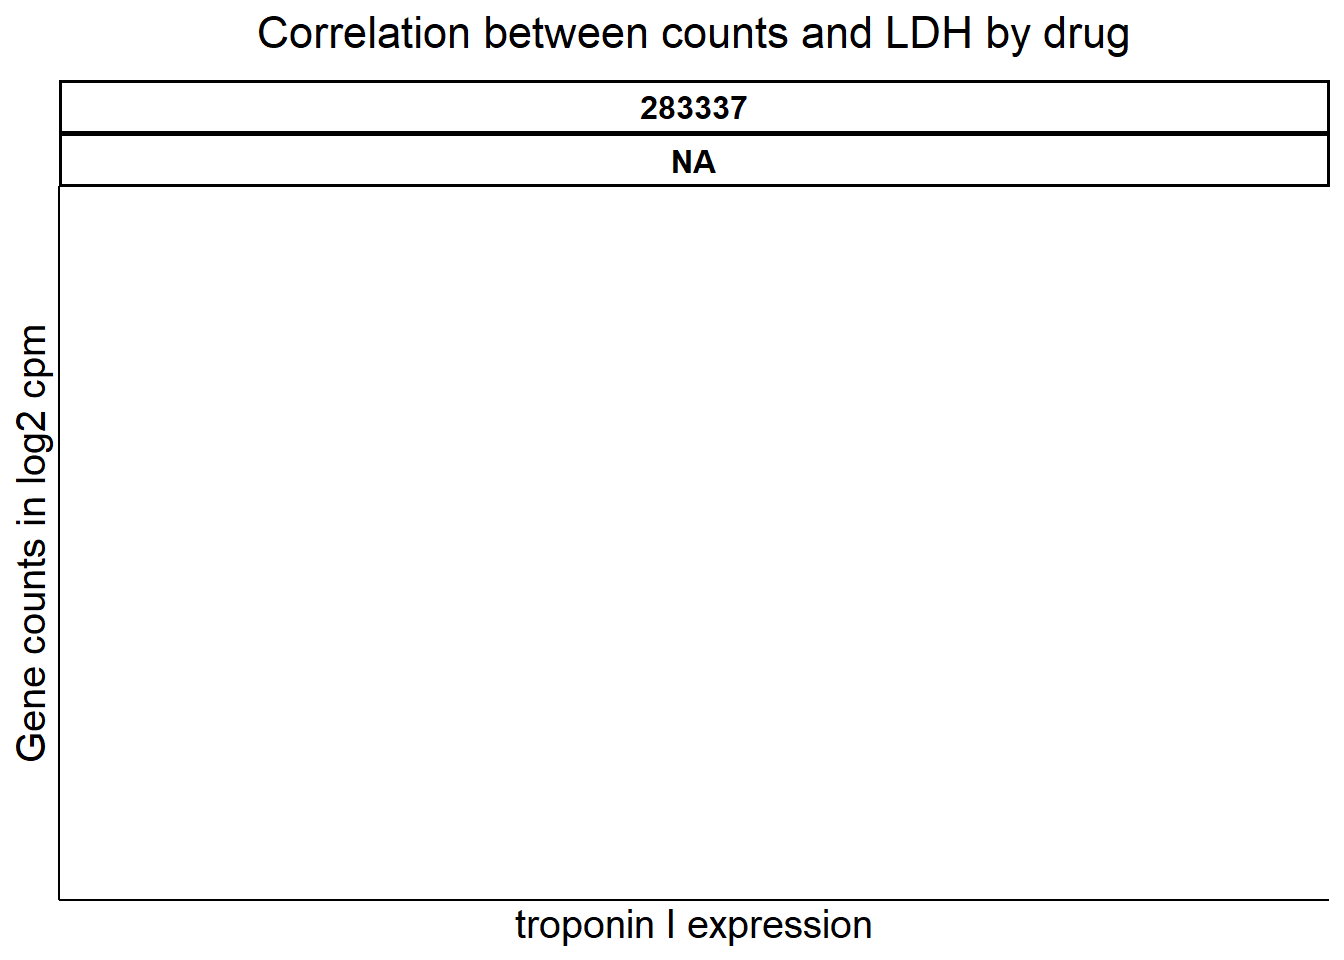 Correlation between counts and LDH by drug
283337
NA
Gene counts in log2 cpm
troponin I expression